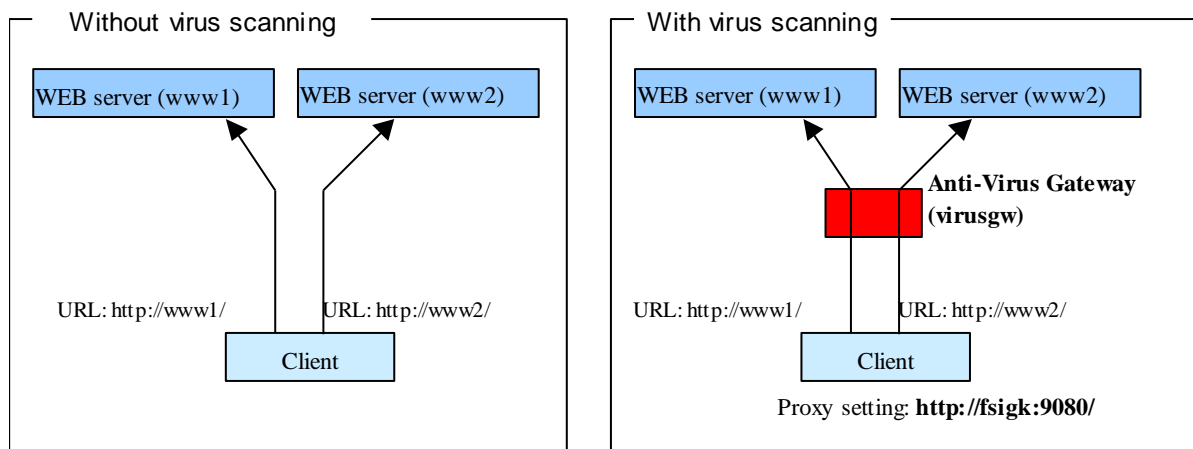 Without virus scanning
WEB server (www1)
WEB server (www2)
URL: http://www1/
URL: http://www2/
Client
With virus scanning
WEB server (www1)
WEB server (www2)
Anti-Virus Gateway
(virusgw)
URL: http://www1/
URL: http://www2/
Client
Proxy setting: http://fsigk:9080/